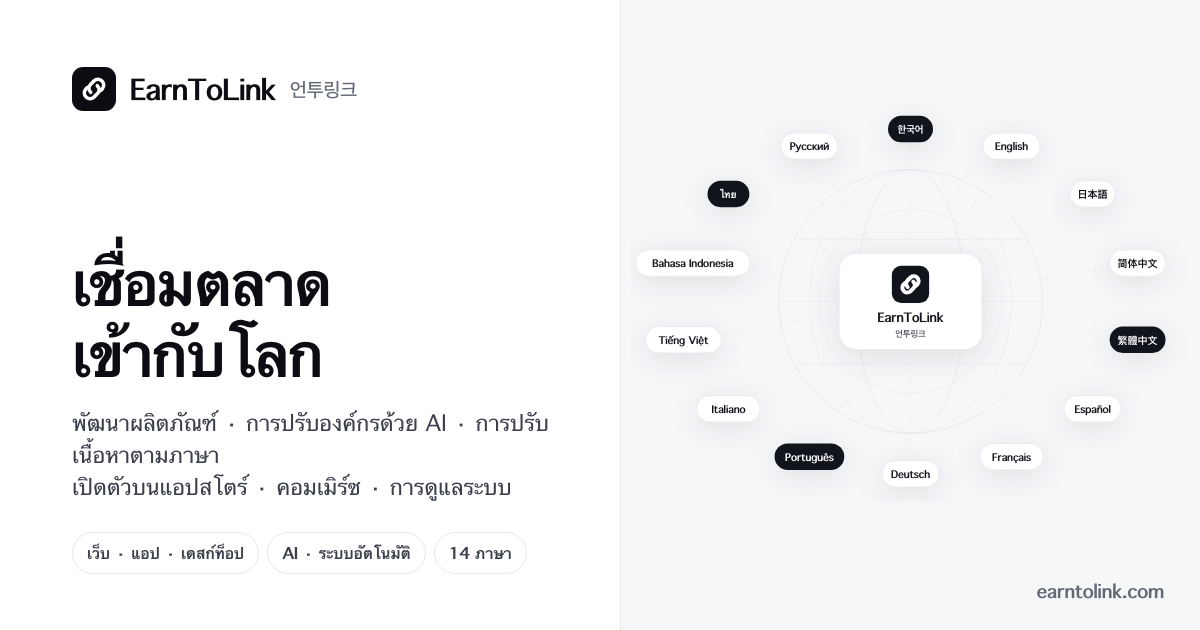 EarnToLink 언투링크
เชื่อมตลาด
เข้ากับโลก
พัฒนาผลิตภัณฑ์ · การปรับองค์กรด้วย AI · การปรับ
เนื้อหาตามภาษา
เปิดตัวบนแอปสโตร์ · คอมเมิร์ซ · การดูแลระบบ
เว็บ · แอป · เดสก์ท็อป
AI · ระบบอัตโนมัติ
14 ภาษา
한국어
Русский
English
ไทย
日本語
Bahasa Indonesia
简体中文
EarnToLink
언투링크
Tiếng Việt
繁體中文
Italiano
Español
Português
Français
Deutsch
earntolink.com